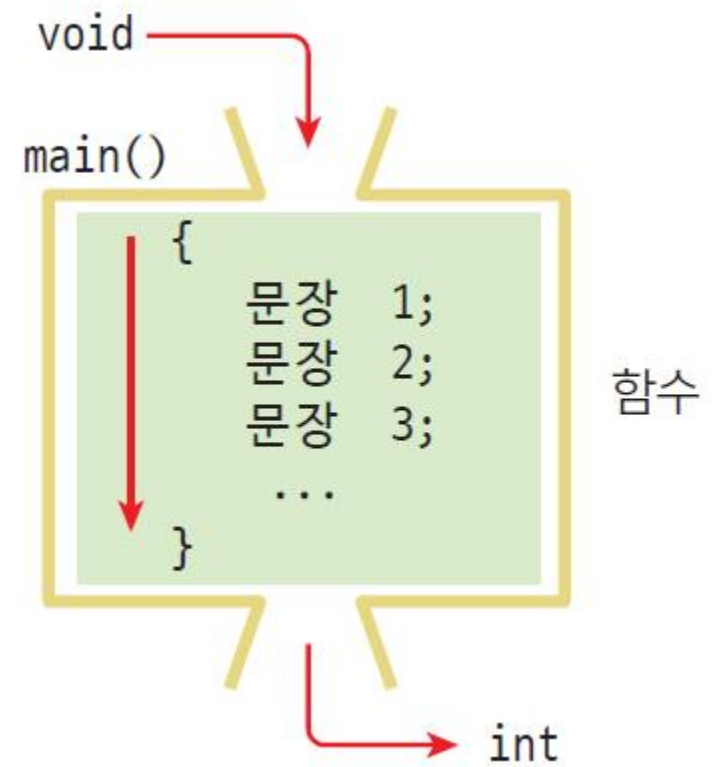 void
main()
{
문장 1;
문장 2;
문장 3;
...
}
함수
int